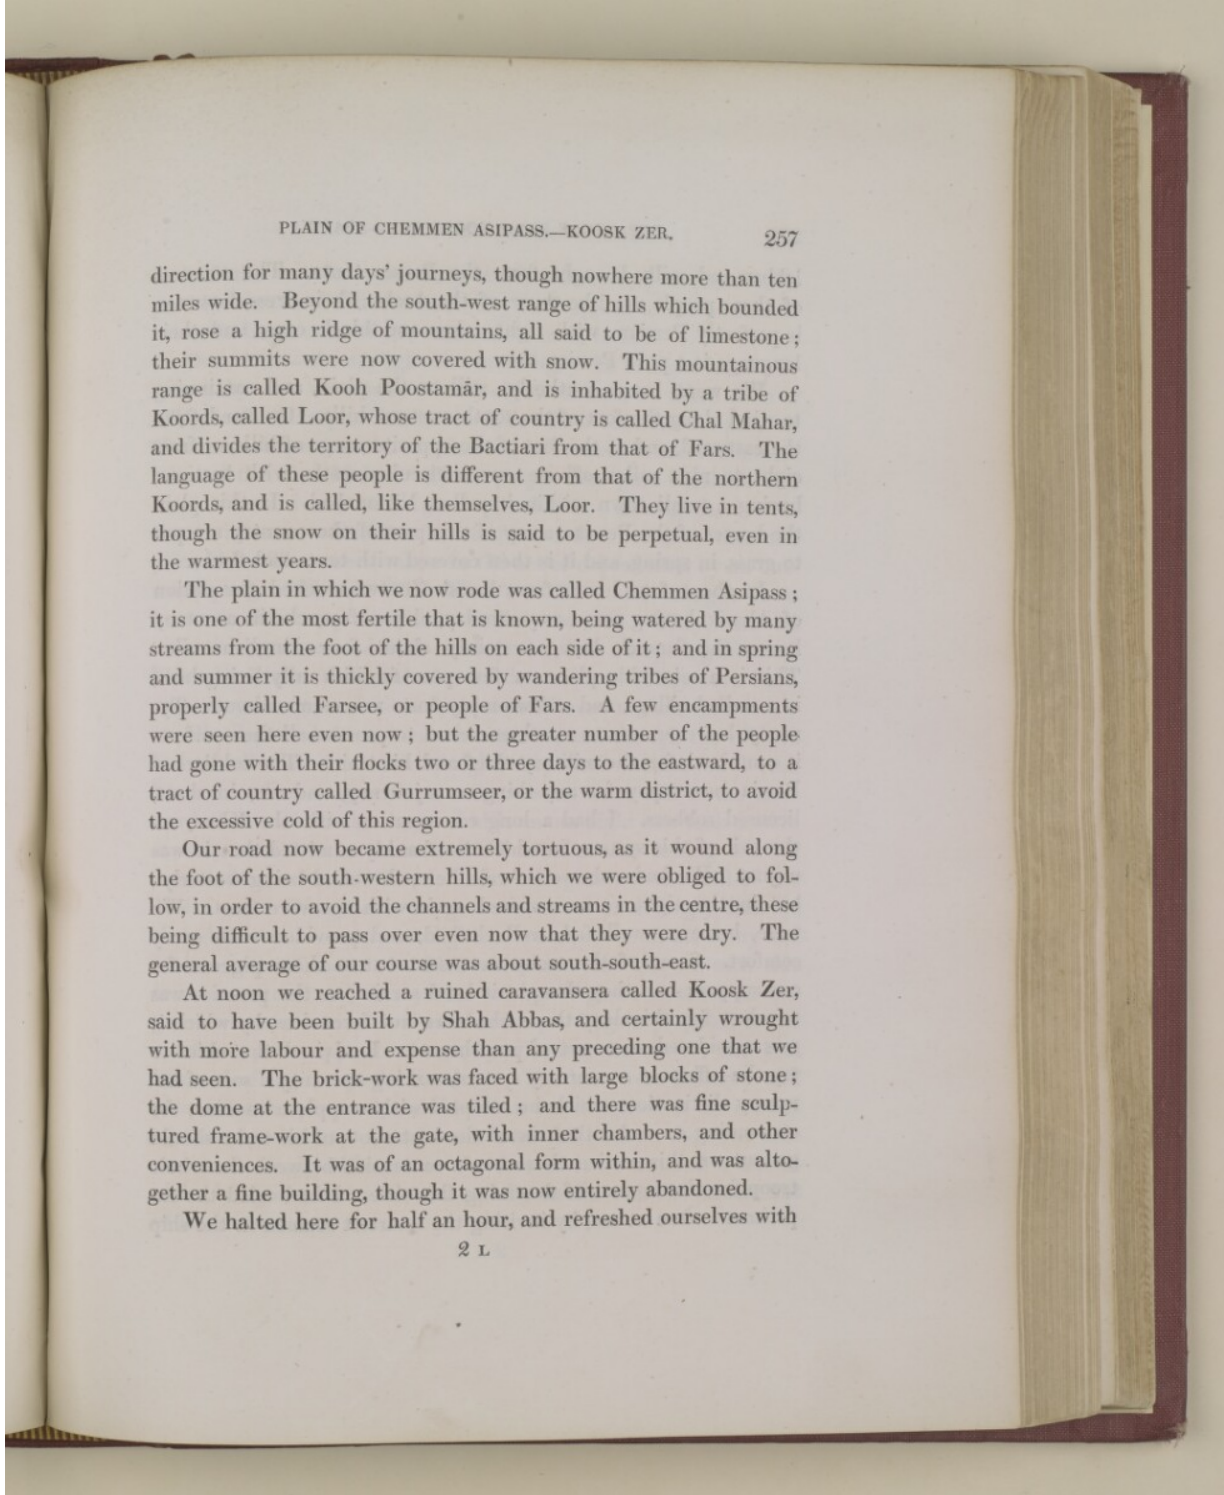 PLAIN OF CHEMMEN ASIPASS.—KOOSK ZER. 257
direction for many days' journeys, though nowhere more than ten
miles wide. Beyond the south-west range of hills which bounded
it, rose a high ridge of mountains, all said to be of limestone;
their summits were now covered with snow. This mountainous
range is called Kooh Poostamār, and is inhabited by a tribe of
Koords, called Loor, whose tract of country is called Chal Mahar,
and divides the territory of the Bactiari from that of Fars. The
language of these people is different from that of the northern
Koords, and is called, like themselves, Loor. They live in tents,
though the snow on their hills is said to be perpetual, even in
the warmest years.
The plain in which we now rode was called Chemmen Asipass;
it is one of the most fertile that is known, being watered by many
streams from the foot of the hills on each side of it; and in spring
and summer it is thickly covered by wandering tribes of Persians,
properly called Farsee, or people of Fars. A few encampments
were seen here even now; but the greater number of the people
had gone with their flocks two or three days to the eastward, to a
tract of country called Gurrumseer, or the warm district, to avoid
the excessive cold of this region.
Our road now became extremely tortuous, as it wound along
the foot of the south-western hills, which we were obliged to fol-
low, in order to avoid the channels and streams in the centre, these
being difficult to pass over even now that they were dry. The
general average of our course was about south-south-east.
At noon we reached a ruined caravansera called Koosk Zer,
said to have been built by Shah Abbas, and certainly wrought
with more labour and expense than any preceding one that we
had seen. The brick-work was faced with large blocks of stone;
the dome at the entrance was tiled; and there was fine sculp-
tured frame-work at the gate, with inner chambers, and other
conveniences. It was of an octagonal form within, and was alto-
gether a fine building, though it was now entirely abandoned.
We halted here for half an hour, and refreshed ourselves with
2 L